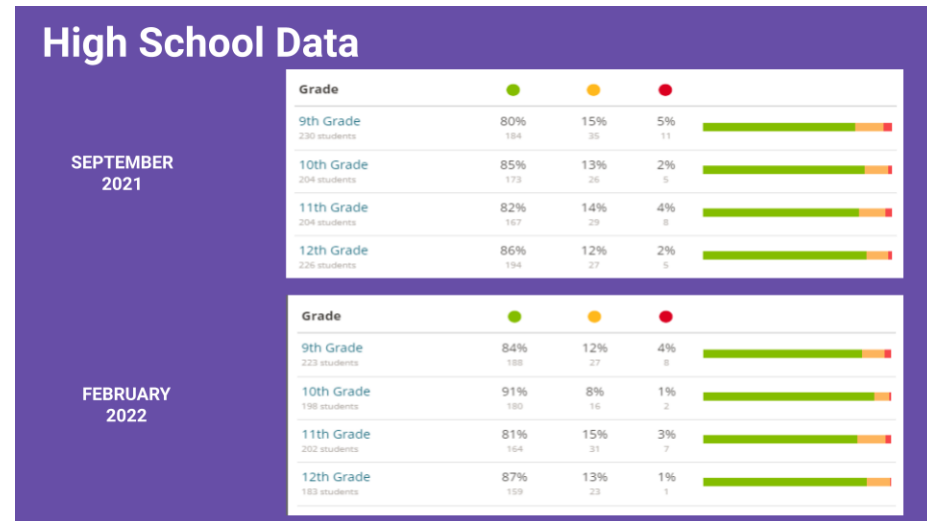 High School Data
SEPTEMBER
2021
Grade
9th Grade 80% 15% 5%
230 students 184 35 11
10th Grade 85% 13% 2%
204 students 173 26 5
11th Grade 82% 14% 4%
204 students 167 29 8
12th Grade 86% 12% 2%
226 students 194 27 5
FEBRUARY
2022
Grade
9th Grade 84% 12% 4%
223 students 188 27 8
10th Grade 91% 8% 1%
198 students 180 16 2
11th Grade 81% 15% 3%
202 students 164 31 7
12th Grade 87% 13% 1%
183 students 159 23 1